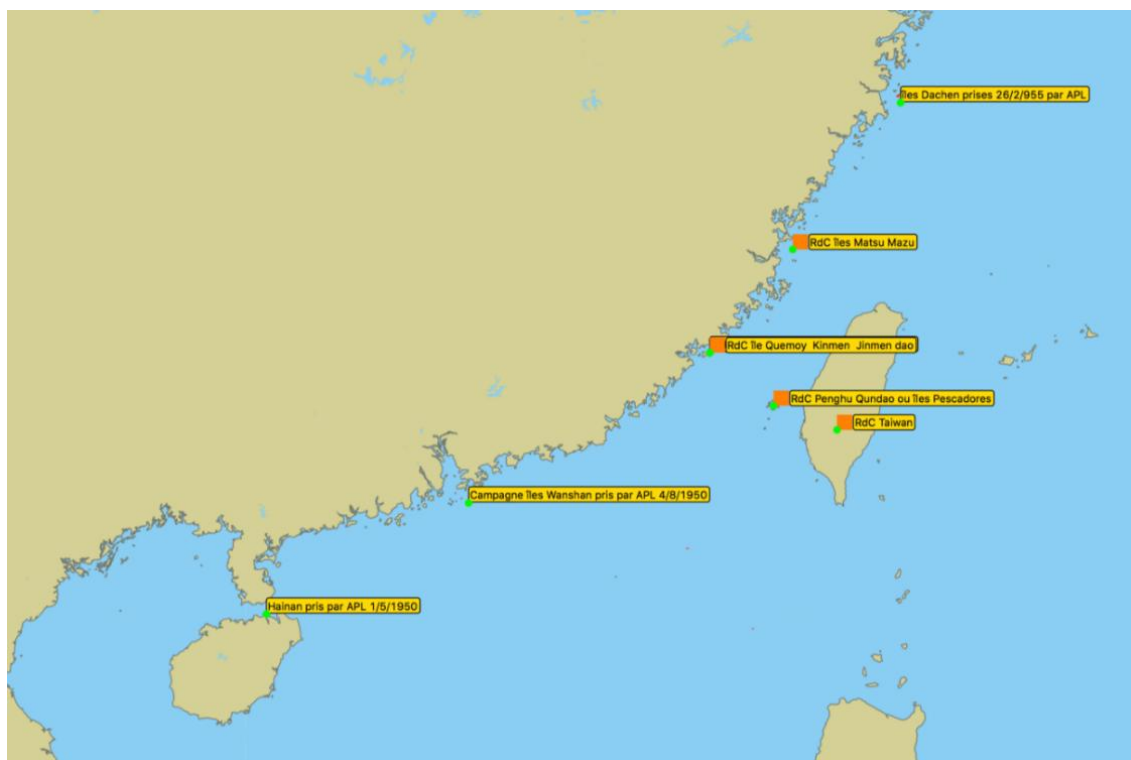 îles Dachen prises 26/2/955 par APL
RdC îles Matsu Mazu
RdC île Quemoy Kinmen Jinmen dao
RdC Penghu Qundao ou îles Pescadores
RdC Taiwan
Campagne îles Wanshan pris par APL 4/8/1950
Hainan pris par APL 1/5/1950